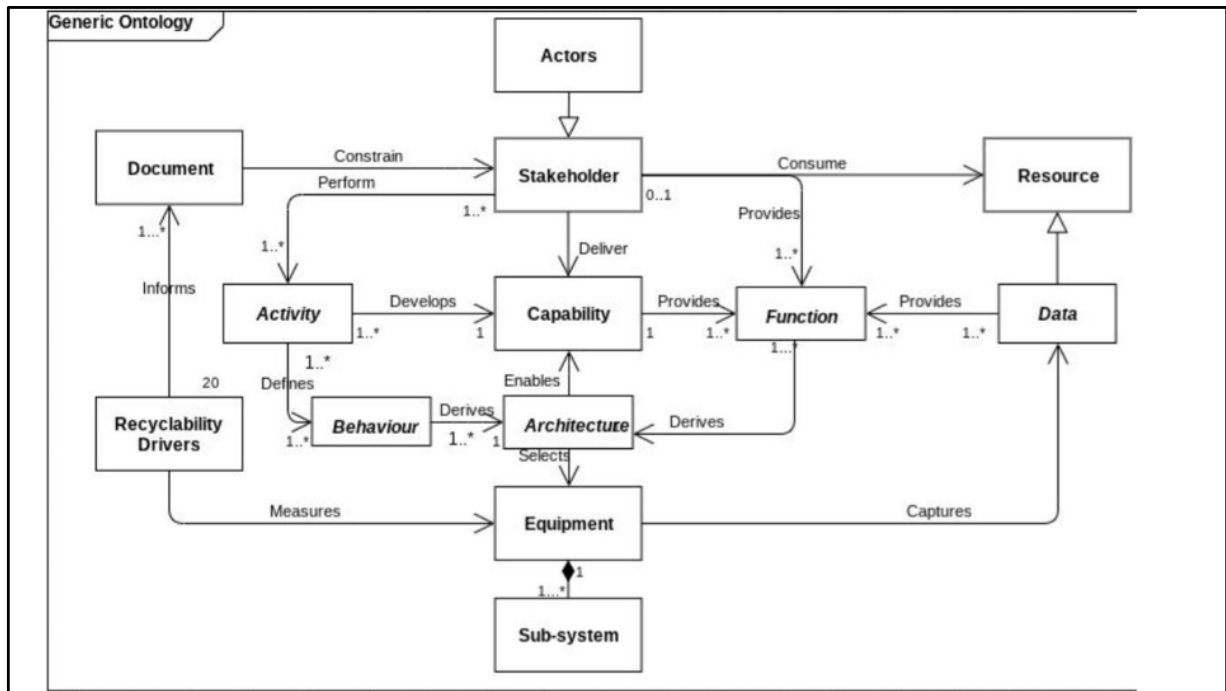 Generic Ontology
Actors
Document
Constrain
Stakeholder
Consume
Resource
Perform
1..*
0..1
Provides
1...*
1..*
Deliver
1..*
Informs
Activity
Develops
1..*
1
Capability
Provides
1
1..*
Function
Provides
1..*
1..*
Data
1..*
1...*
20
Defines
Enables
Recyclability
Drivers
1..*
Behaviour
Derives
1..*
1
Architecture
Derives
Selects
Measures
Equipment
Captures
1
1...*
Sub-system